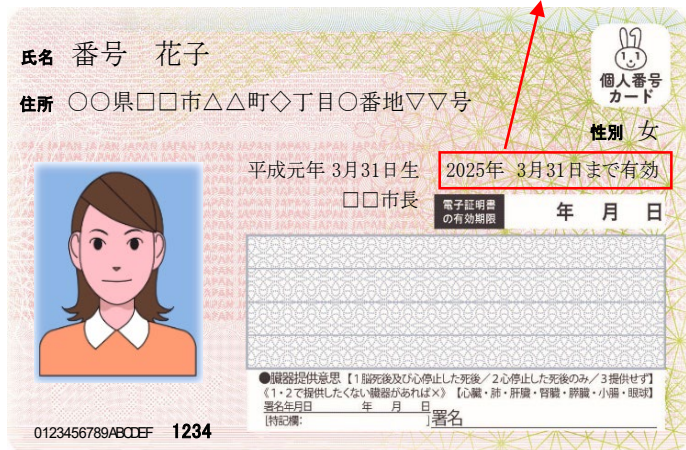 氏名 番号 花子
個人番号
カード
住所 ○○県□□市△△町◇丁目○番地▽▽号
性別 女
平成元年 3月31日生 2025年 3月31日まで有効
□□市長
電子証明書
の有効期限
年 月 日
●臓器提供意思【1脳死後及び心停止した死後／2心停止した死後のみ／3提供せず】
《1・2で提供したくない臓器があれば×》【心臓・肺・肝臓・腎臓・膵臓・小腸・眼球】
署名年月日 年 月 日
[特記欄: ]署名
0123456789ABCDEF 1234